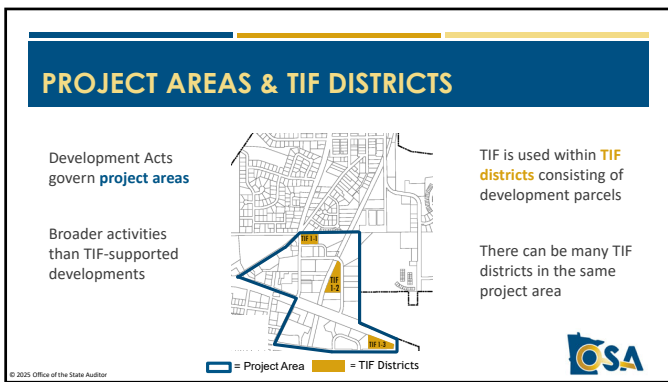 PROJECT AREAS & TIF DISTRICTS
Development Acts
govern project areas
Broader activities
than TIF-supported
developments
TIF 1-1
TIF
1-2
TIF 1-3
TIF is used within TIF
districts consisting of
development parcels
There can be many TIF
districts in the same
project area
= Project Area
= TIF Districts
© 2025 Office of the State Auditor
OSA